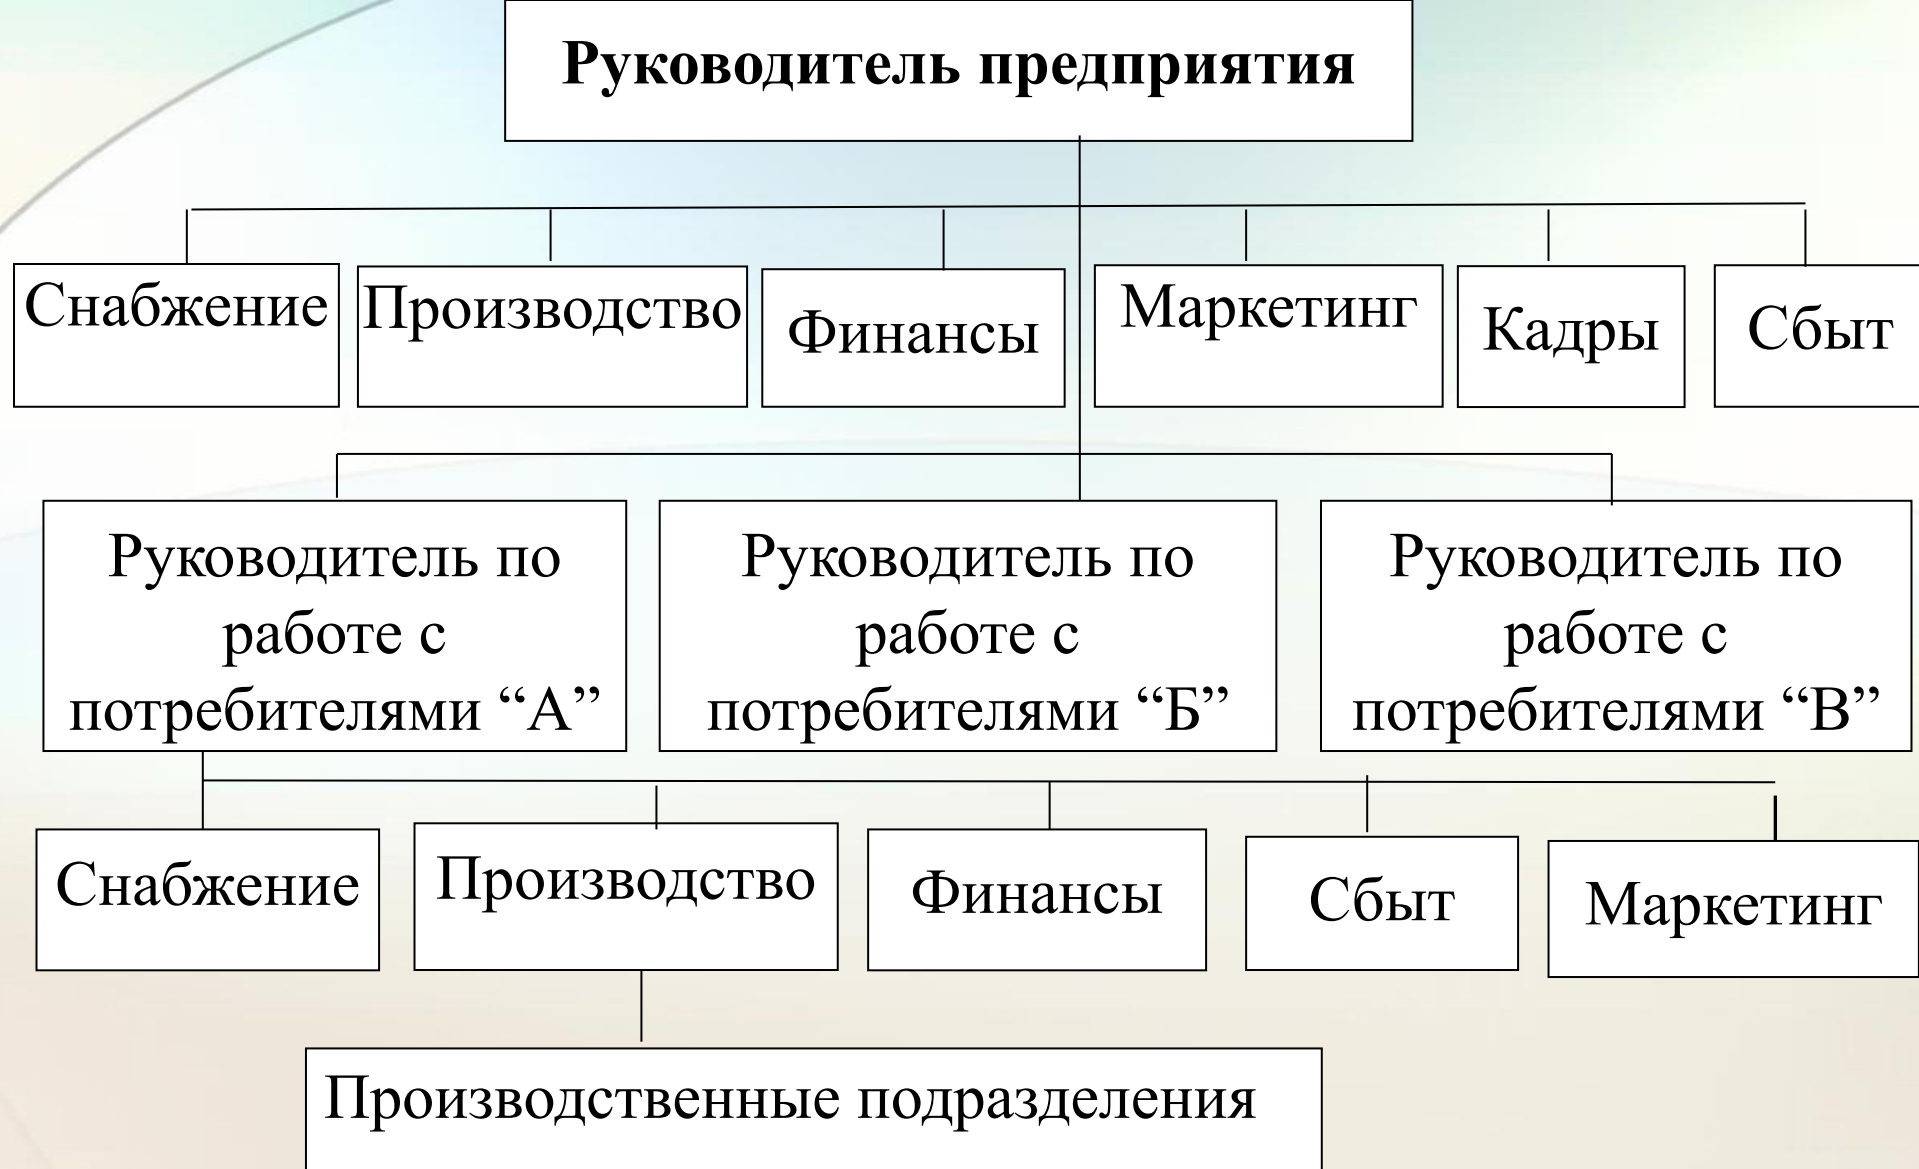 Руководитель предприятия
Снабжение
Производство
Финансы
Маркетинг
Кадры
Сбыт
Руководитель по
работе с
потребителями “А”
Руководитель по
работе с
потребителями “Б”
Руководитель по
работе с
потребителями “В”
Снабжение
Производство
Финансы
Сбыт
Маркетинг
Производственные подразделения